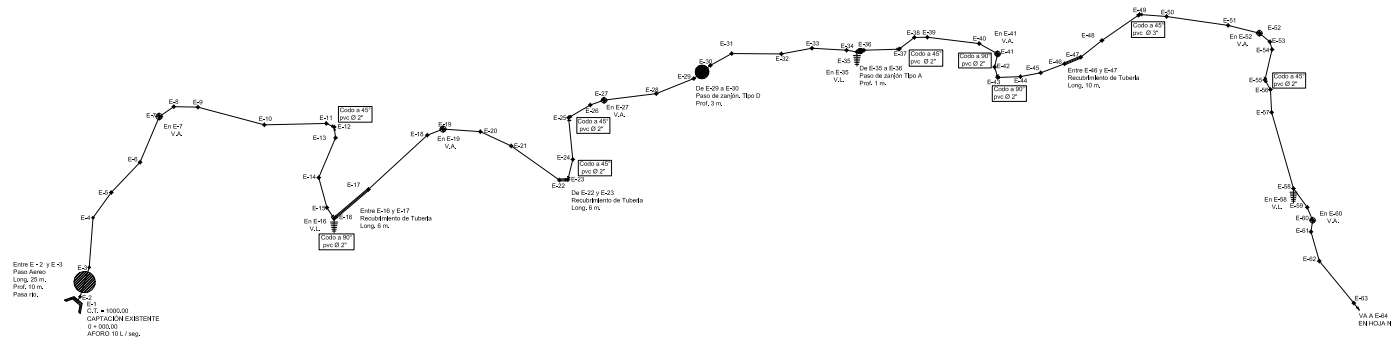 Entre E - 2 y E -3
Paso Aereo
Long. 25 m.
Prof. 10 m.
Pasa rio.
E-1
C.T. = 1000.00
CAPTACIÓN EXISTENTE
0 + 000.00
AFORO 10 L / seg.
E-2
E-3
E-4
E-5
E-6
E-7
En E-7
V.A.
E-8
E-9
E-10
E-11
Codo a 45°
pvc Ø 2"
E-12
E-13
E-14
E-15
E-16
En E-16
V.L.
Codo a 90°
pvc Ø 2"
Entre E-16 y E-17
Recubrimiento de Tubería
Long. 6 m.
E-17
E-18
E-19
En E-19
V.A.
E-20
E-21
E-22
E-23
De E-22 y E-23
Recubrimiento de Tubería
Long. 6 m.
Codo a 45°
pvc Ø 2"
E-24
E-25
Codo a 45°
pvc Ø 2"
E-26
E-27
En E-27
V.A.
E-28
E-29
E-30
De E-29 a E-30
Paso de zanjón. Tipo D
Prof. 3 m.
E-31
E-32
E-33
E-34
E-35
En E-35
V.L.
E-36
De E-35 a E-36
Paso de zanjón Tipo A
Prof. 1 m.
E-37
E-38
E-39
Codo a 45°
pvc Ø 2"
E-40
En E-41
V.A.
E-41
Codo a 90°
pvc Ø 2"
E-42
E-43
Codo a 90°
pvc Ø 2"
E-44
E-45
E-46
E-47
Entre E-46 y E-47
Recubrimiento de Tubería
Long. 10 m.
E-48
E-49
Codo a 45°
pvc Ø 3"
E-50
E-51
E-52
En E-52
V.A.
E-53
E-54
E-55
Codo a 45°
pvc Ø 2"
E-56
E-57
E-58
En E-58
V.L.
E-59
E-60
En E-60
V.A.
E-61
E-62
E-63
VA A E-64
EN HOJA N